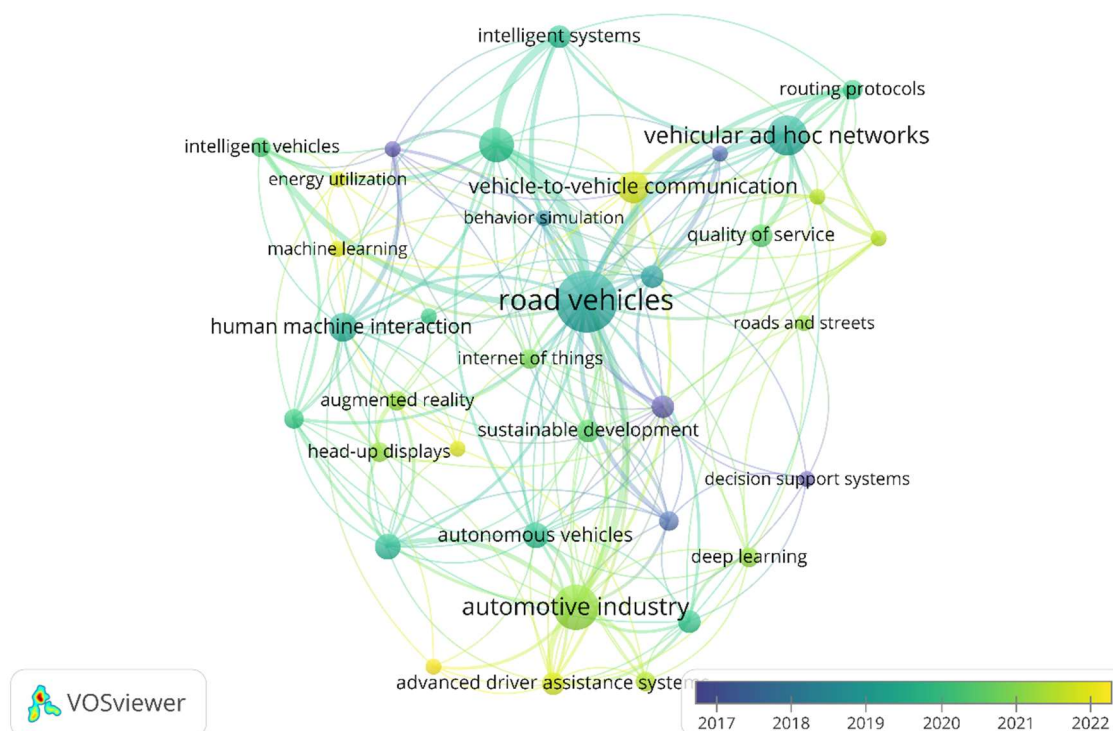 intelligent systems
routing protocols
vehicular ad hoc networks
intelligent vehicles
energy utilization
vehicle-to-vehicle communication
behavior simulation
quality of service
machine learning
road vehicles
human machine interaction
roads and streets
internet of things
augmented reality
sustainable development
head-up displays
decision support systems
autonomous vehicles
deep learning
automotive industry
advanced driver assistance systems
VOSviewer
2017 2018 2019 2020 2021 2022